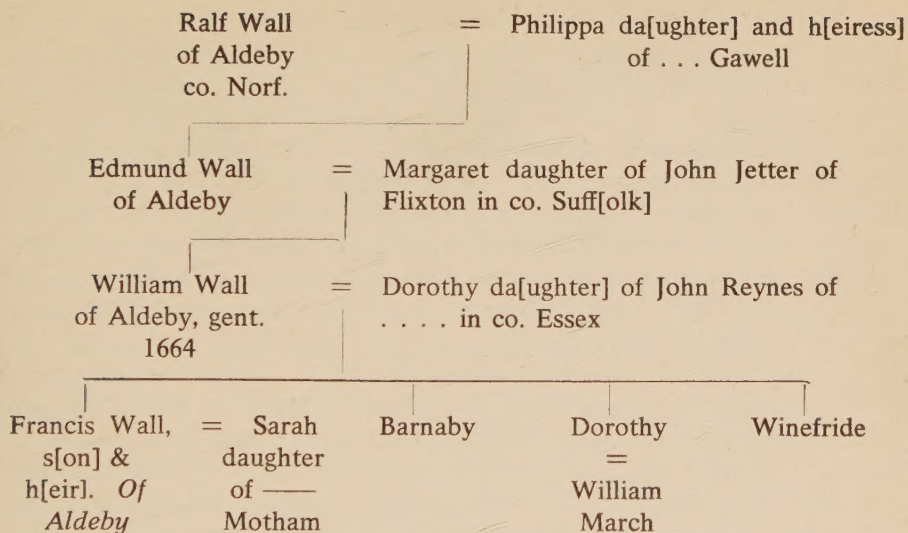 Ralf Wall = Philippa da[ughter] and h[eiress]
of Aldeby of . . . Gawell
co. Norf.
Edmund Wall = Margaret daughter of John Jetter of
of Aldeby Flixton in co. Suff[olk]
William Wall = Dorothy da[ughter] of John Reynes of
of Aldeby, gent. . . . . in co. Essex
1664
Francis Wall, = Sarah Barnaby Dorothy Winefride
s[on] & daughter =
h[eir]. Of of —— William
Aldeby Motham March